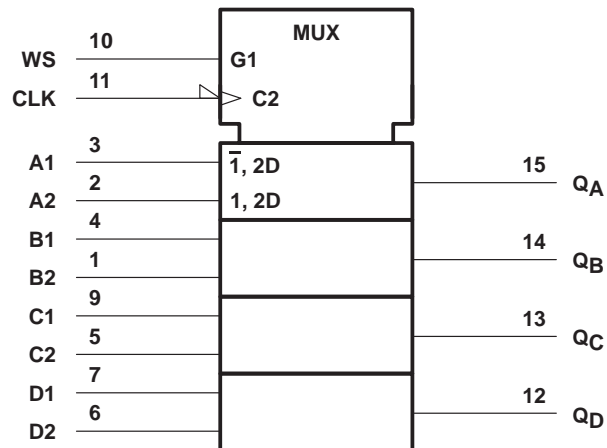 MUX
WS 10 G1
CLK 11 C2
A1 3 1̅, 2D
A2 2 1, 2D
15 QA
B1 4
B2 1
14 QB
C1 9
C2 5
13 QC
D1 7
D2 6
12 QD